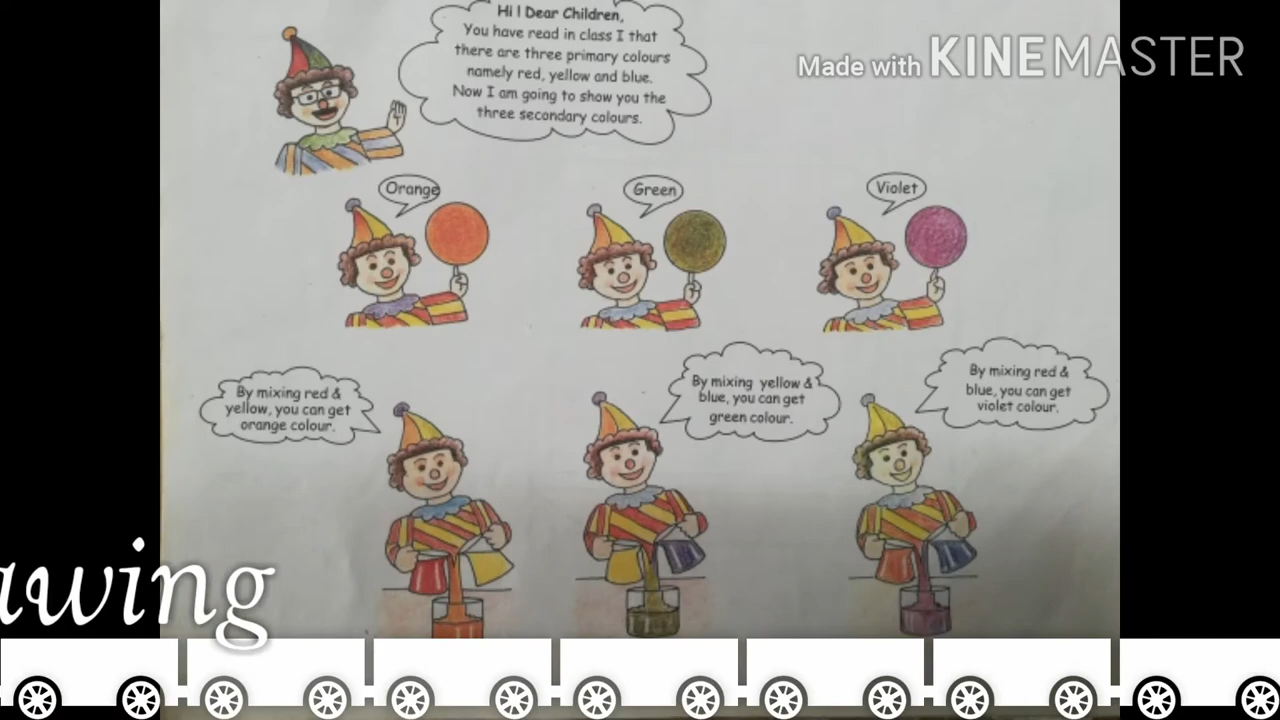 Hi ! Dear Children,
You have read in class I that
there are three primary colours
namely red, yellow and blue.
Now I am going to show you the
three secondary colours.
Made with KINEMASTER
Orange
Green
Violet
By mixing red &
yellow, you can get
orange colour.
By mixing yellow &
blue, you can get
green colour.
By mixing red &
blue, you can get
violet colour.
awing